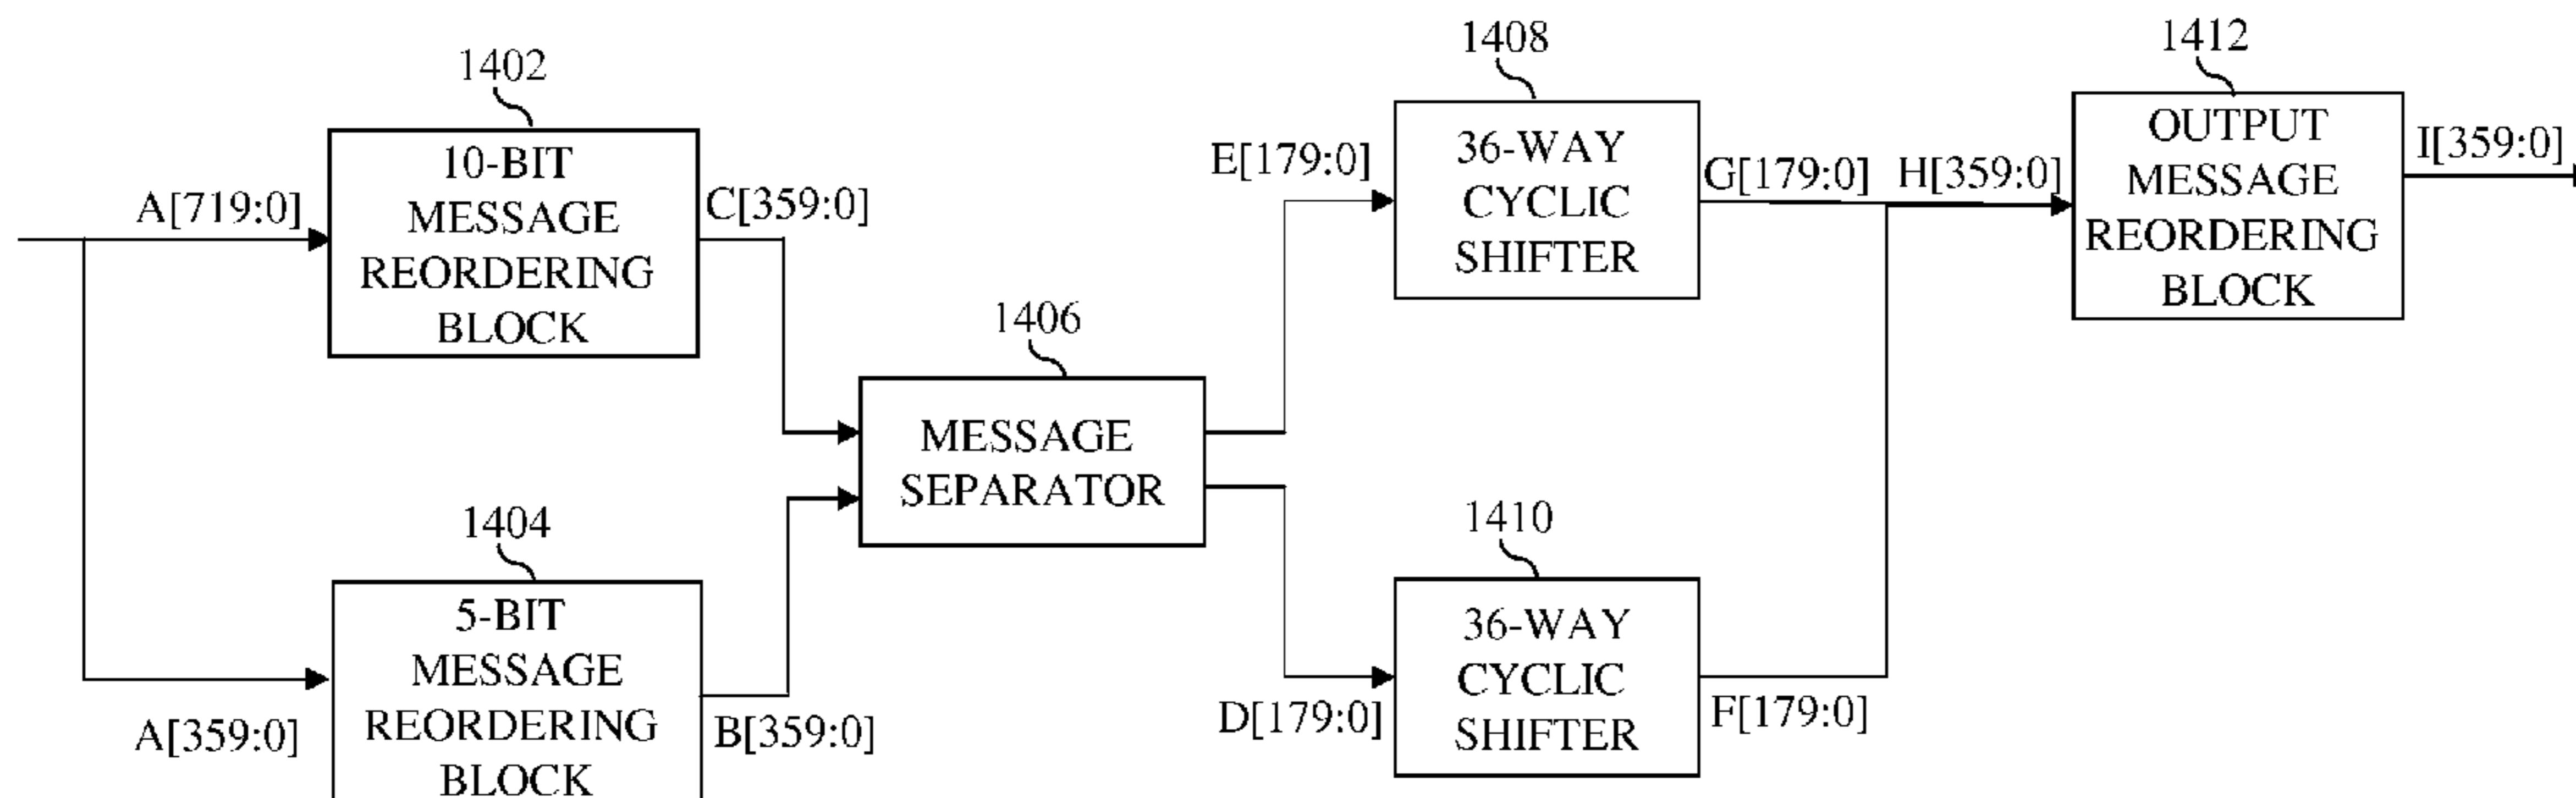 1402
10-BIT
MESSAGE
REORDERING
BLOCK
A[719:0]
C[359:0]
1404
5-BIT
MESSAGE
REORDERING
BLOCK
A[359:0]
B[359:0]
1406
MESSAGE
SEPARATOR
1408
E[179:0]
36-WAY
CYCLIC
SHIFTER
G[179:0]
H[359:0]
1410
D[179:0]
36-WAY
CYCLIC
SHIFTER
F[179:0]
1412
OUTPUT
MESSAGE
REORDERING
BLOCK
I[359:0]